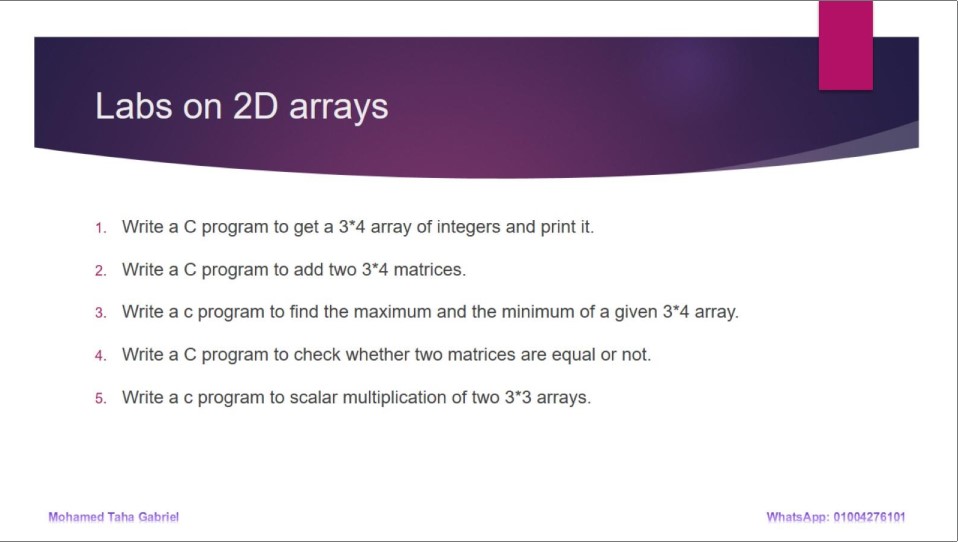 Labs on 2D arrays
1. Write a C program to get a 3*4 array of integers and print it.
2. Write a C program to add two 3*4 matrices.
3. Write a c program to find the maximum and the minimum of a given 3*4 array.
4. Write a C program to check whether two matrices are equal or not.
5. Write a c program to scalar multiplication of two 3*3 arrays.
Mohamed Taha Gabriel
WhatsApp: 01004276101